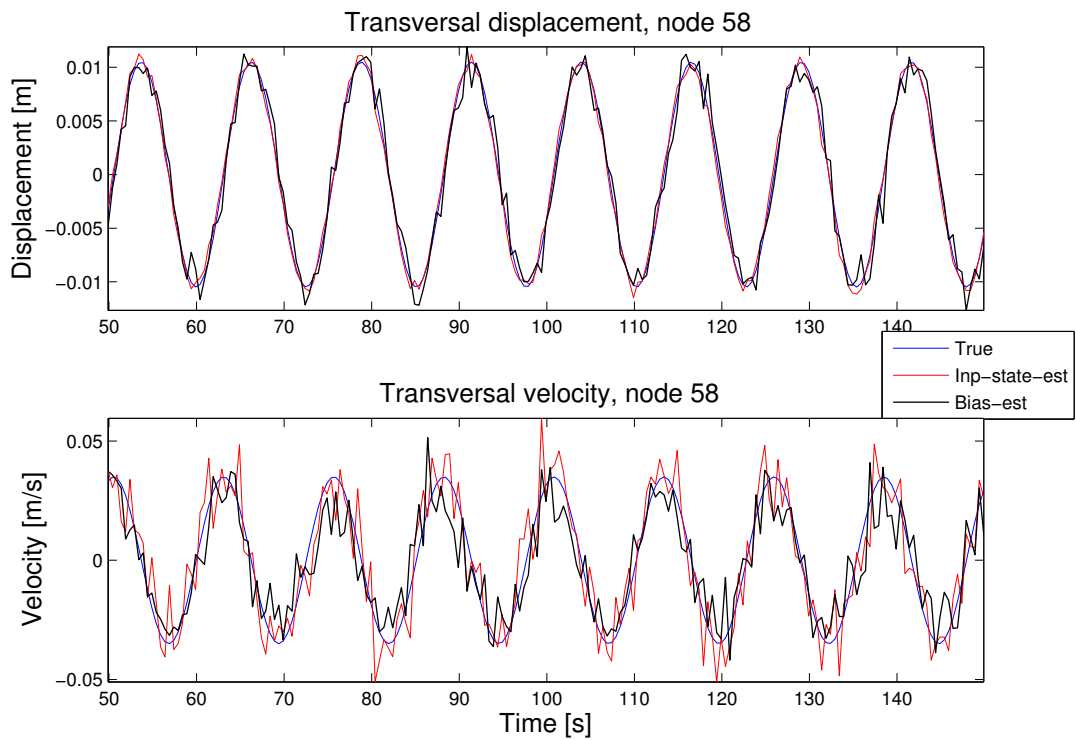 Transversal displacement, node 58
Displacement [m]
0.01
0.005
0
−0.005
−0.01
50 60 70 80 90 100 110 120 130 140
True
Inp−state−est
Bias−est
Transversal velocity, node 58
Velocity [m/s]
0.05
0
−0.05
50 60 70 80 90 100 110 120 130 140
Time [s]